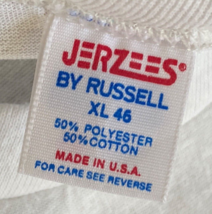 JERZEES®
BY RUSSELL
XL 46
50% POLYESTER
50% COTTON
MADE IN U.S.A.
FOR CARE SEE REVERSE